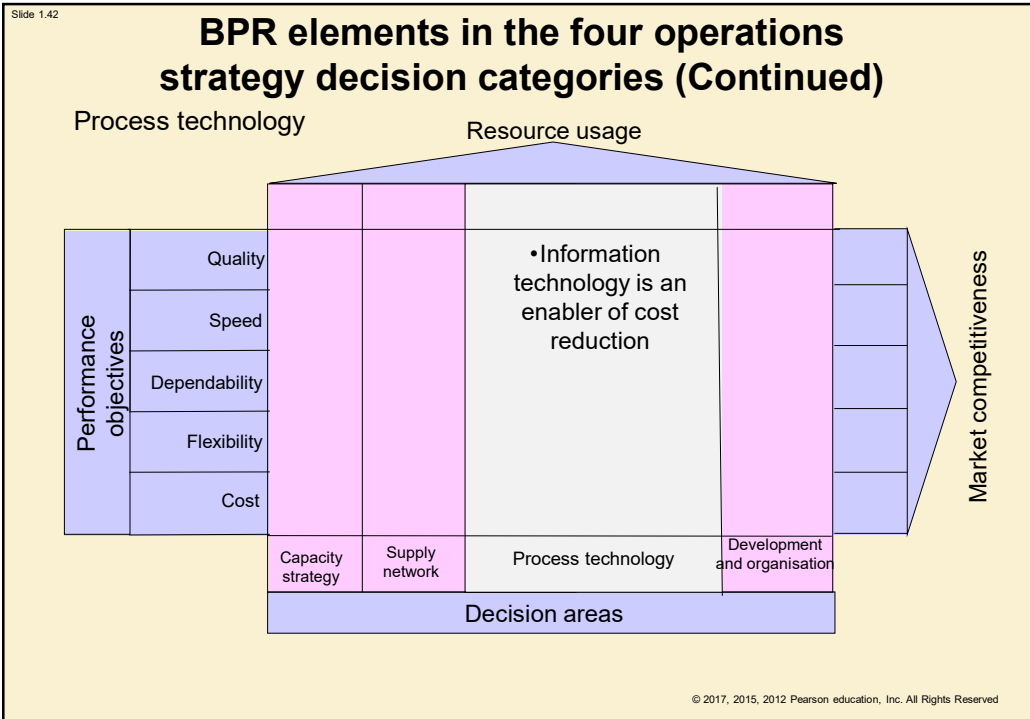 Slide 1.42
BPR elements in the four operations
strategy decision categories (Continued)
Process technology
Resource usage
Performance
objectives
Quality
Speed
Dependability
Flexibility
Cost
•Information
technology is an
enabler of cost
reduction
Market competitiveness
Capacity
strategy
Supply
network
Process technology
Development
and organisation
Decision areas
© 2017, 2015, 2012 Pearson education, Inc. All Rights Reserved